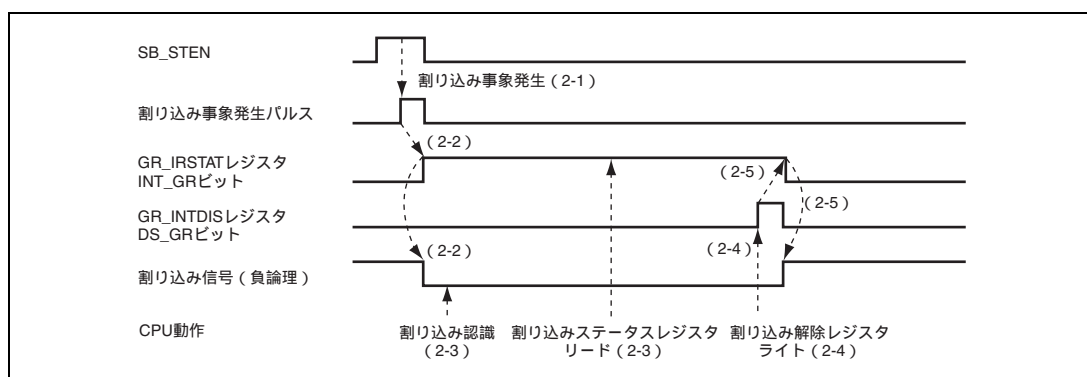 SB_STEN
割り込み事象発生（2-1）
割り込み事象発生パルス
（2-2）
GR_IRSTATレジスタ
INT_GRビット
（2-5）
（2-5）
GR_INTDISレジスタ
DS_GRビット
（2-2）
（2-4）
割り込み信号（負論理）
CPU動作
割り込み認識
（2-3）
割り込みステータスレジスタ
リード（2-3）
割り込み解除レジスタ
ライト（2-4）